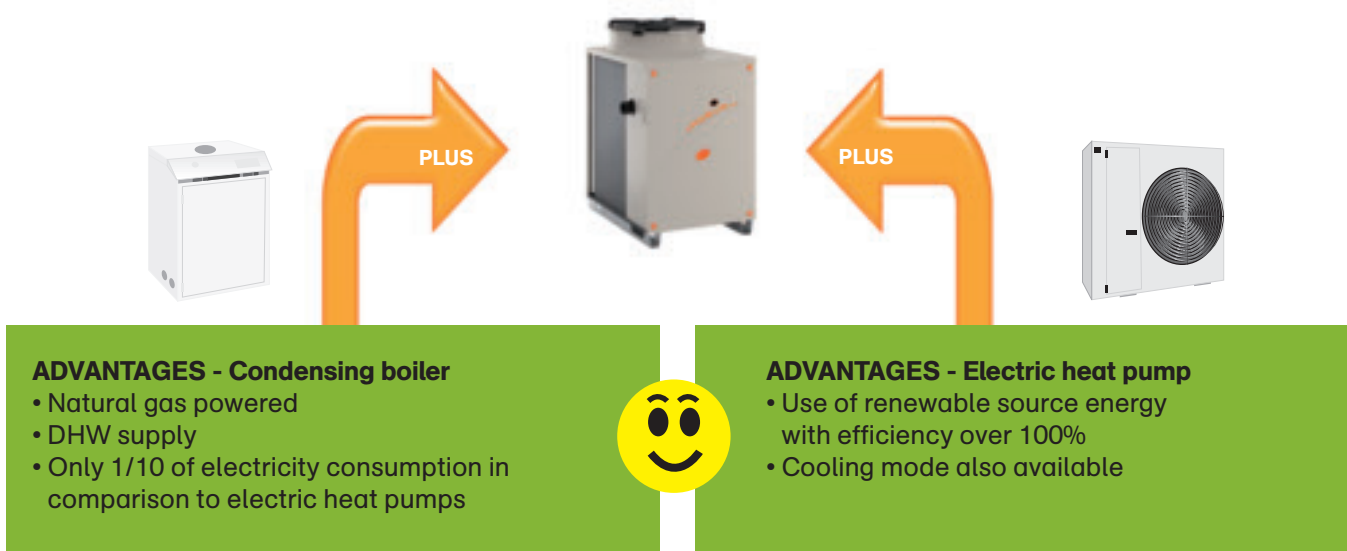 PLUS
PLUS
ADVANTAGES - Condensing boiler
• Natural gas powered
• DHW supply
• Only 1/10 of electricity consumption in
comparison to electric heat pumps
ADVANTAGES - Electric heat pump
• Use of renewable source energy
with efficiency over 100%
• Cooling mode also available